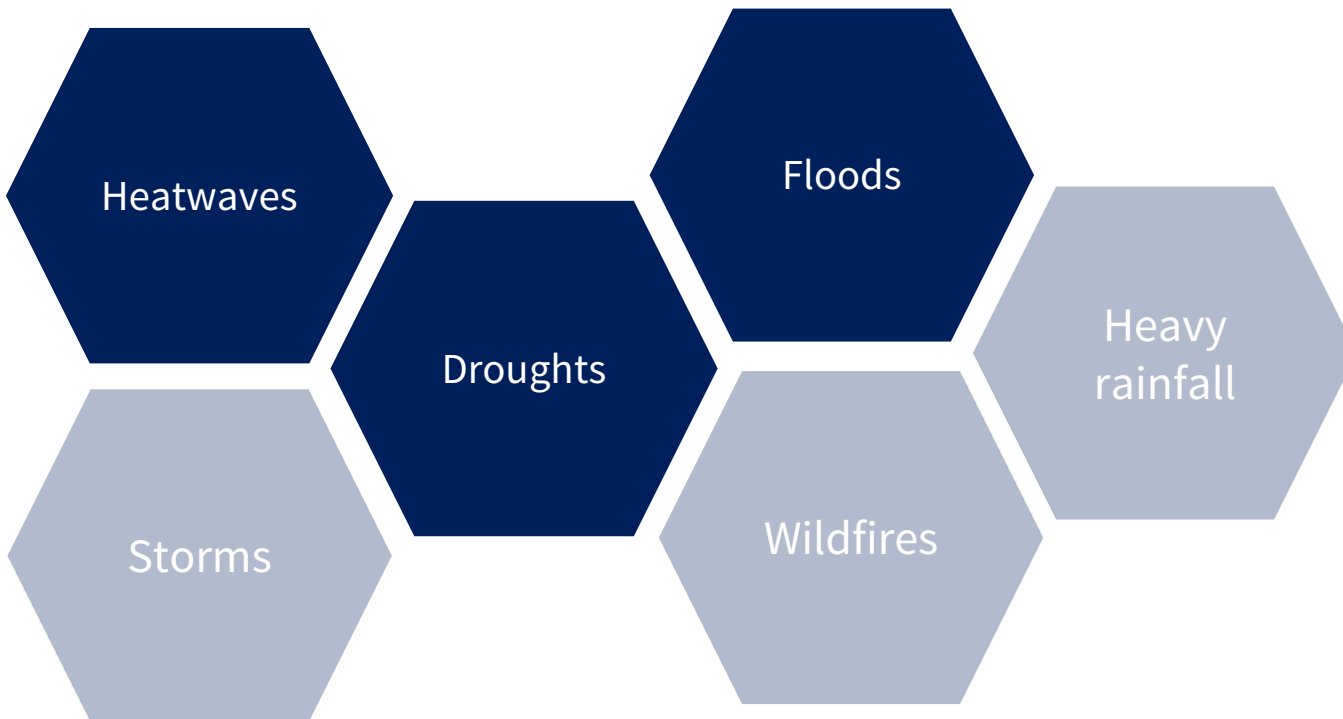 Heatwaves
Floods
Droughts
Heavy
rainfall
Storms
Wildfires